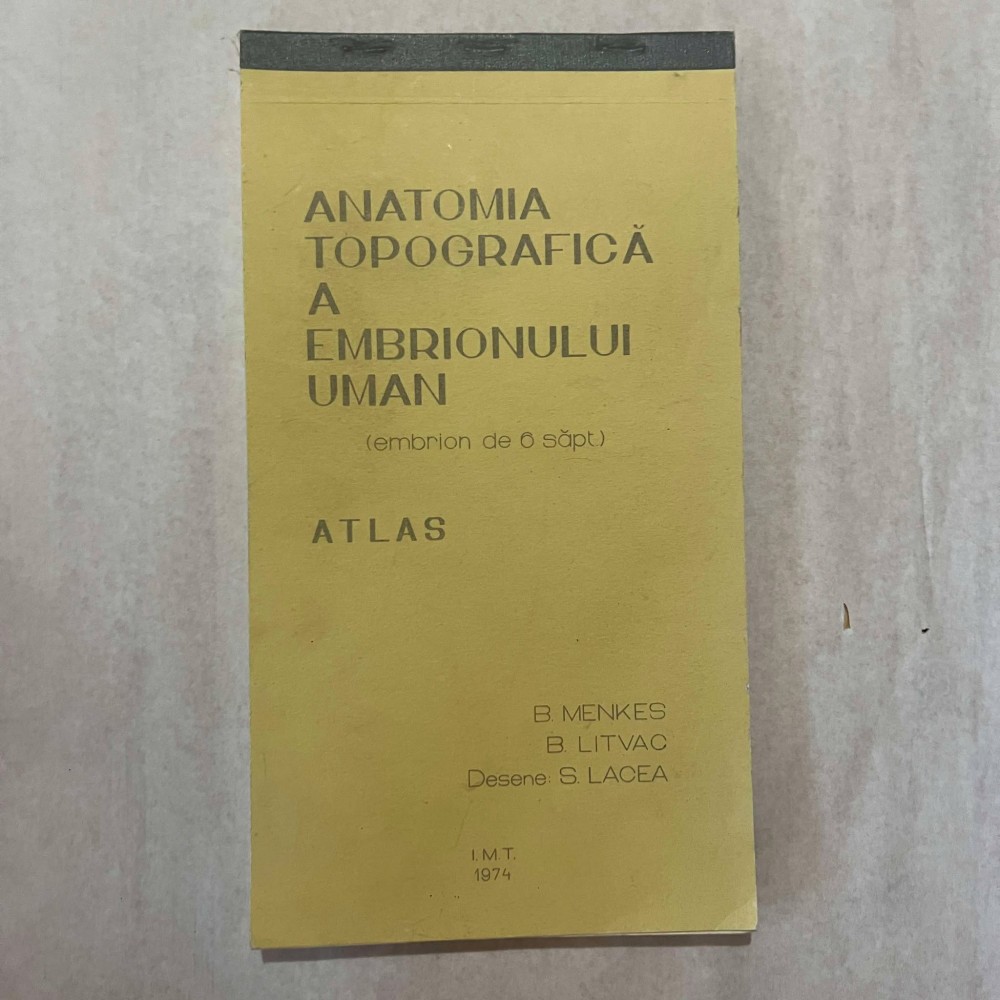 ANATOMIA
TOPOGRAFICĂ
A
EMBRIONULUI
UMAN
(embrion de 6 săpt.)
ATLAS
B. MENKES
B. LITVAC
Desene: S. LACEA
I.M.T.
1974